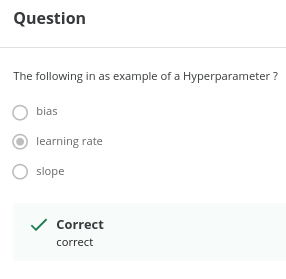 Question
The following in as example of a Hyperparameter ?
bias
learning rate
slope
Correct
correct